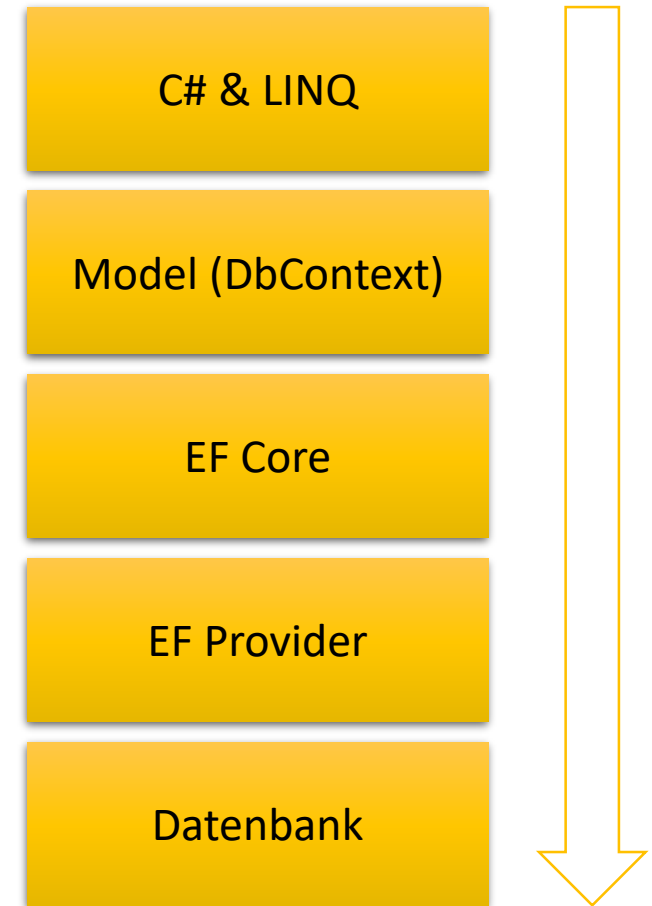 C# & LINQ
Model (DbContext)
EF Core
EF Provider
Datenbank